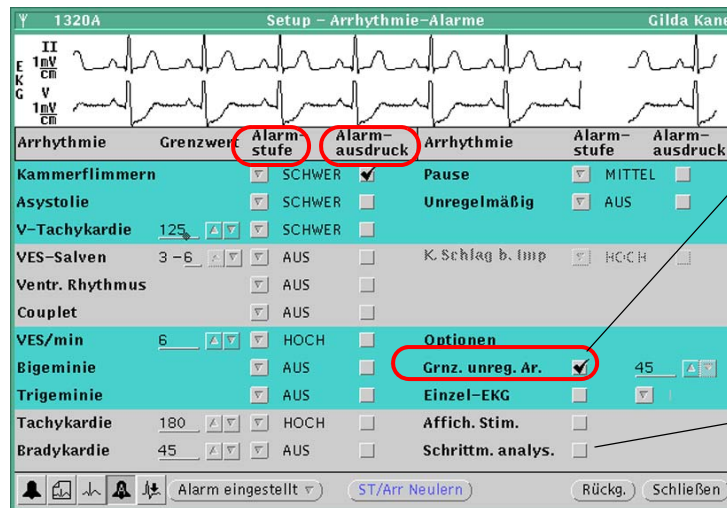 1320A Setup – Arrhythmie–Alarme Gilda Kane
II
1mV
cm
EKG
V
1mV
cm
Arrhythmie Grenzwert Alarm–stufe Alarm–ausdruck Arrhythmie Alarm–stufe Alarm–ausdruck
Kammerflimmern SCHWER Pause MITTEL
Asystolie SCHWER Unregelmäßig AUS
V–Tachykardie 125 SCHWER
VES–Salven 3 –6 AUS K. Schlag b. Imp HOCH
Ventr. Rhythmus AUS
Couplet AUS
VES/min 6 HOCH Optionen
Bigeminie AUS Grnz. unreg. Ar. 45
Trigeminie AUS Einzel–EKG
Tachykardie 180 HOCH Affich. Stim.
Bradykardie 45 AUS Schrittm. analys.
Alarm eingestellt ST/Arr Neulern Rückg. Schließen